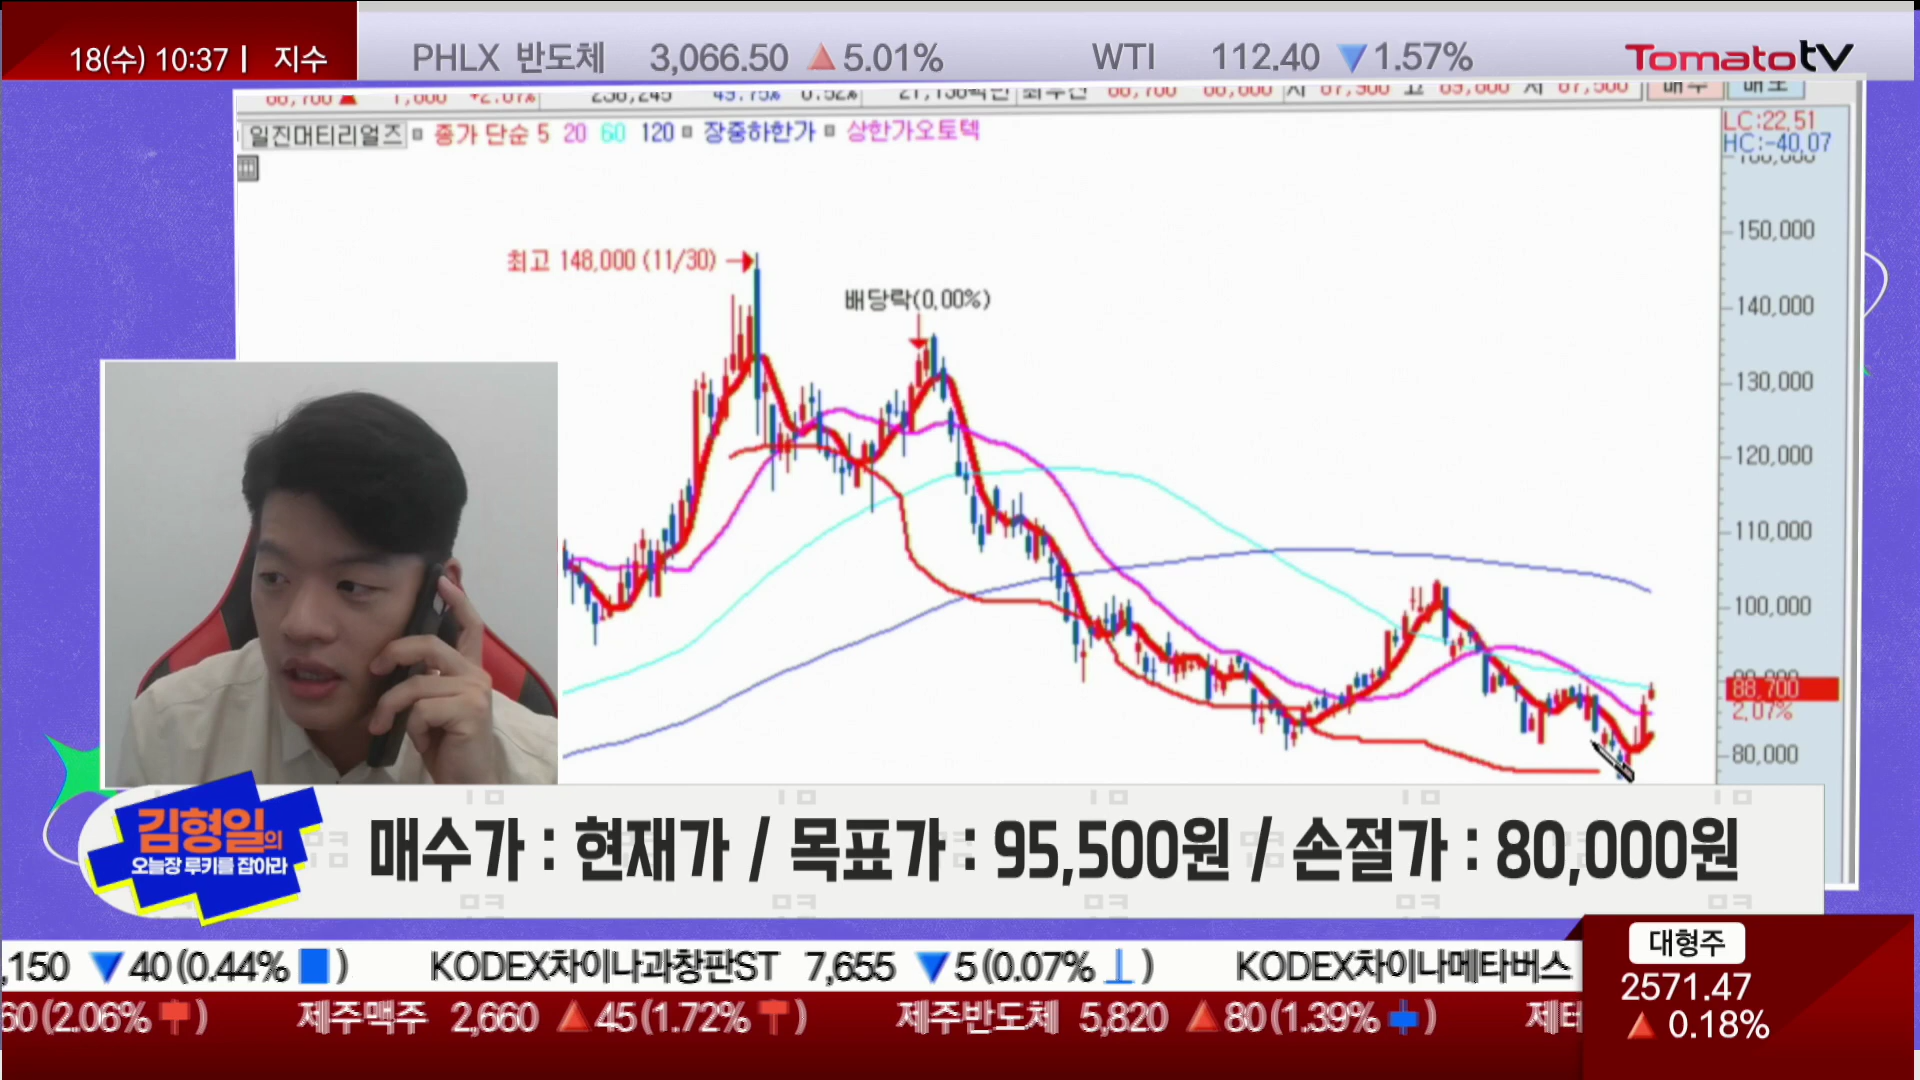 18(수) 10:37 | 지수 PHLX 반도체 3,066.50 ▲5.01% WTI 112.40 ▼1.57% Tomatotv
일진머티리얼즈 종가 단순 5 20 60 120 장중하한가 상한가오토텍
LC:22.51
HC:-40.07
150,000
최고 148,000 (11/30)
배당락(0.00%)
140,000
130,000
120,000
110,000
100,000
88,700
2.07%
80,000
김형일의
오늘장 루키를 잡아라
매수가 : 현재가 / 목표가 : 95,500원 / 손절가 : 80,000원
,150 ▼40(0.44%) KODEX차이나과창판ST 7,655 ▼5(0.07%) KODEX차이나메타버스
60(2.06%) 제주맥주 2,660 ▲45(1.72%) 제주반도체 5,820 ▲80(1.39%) 제테
대형주
2571.47
▲0.18%